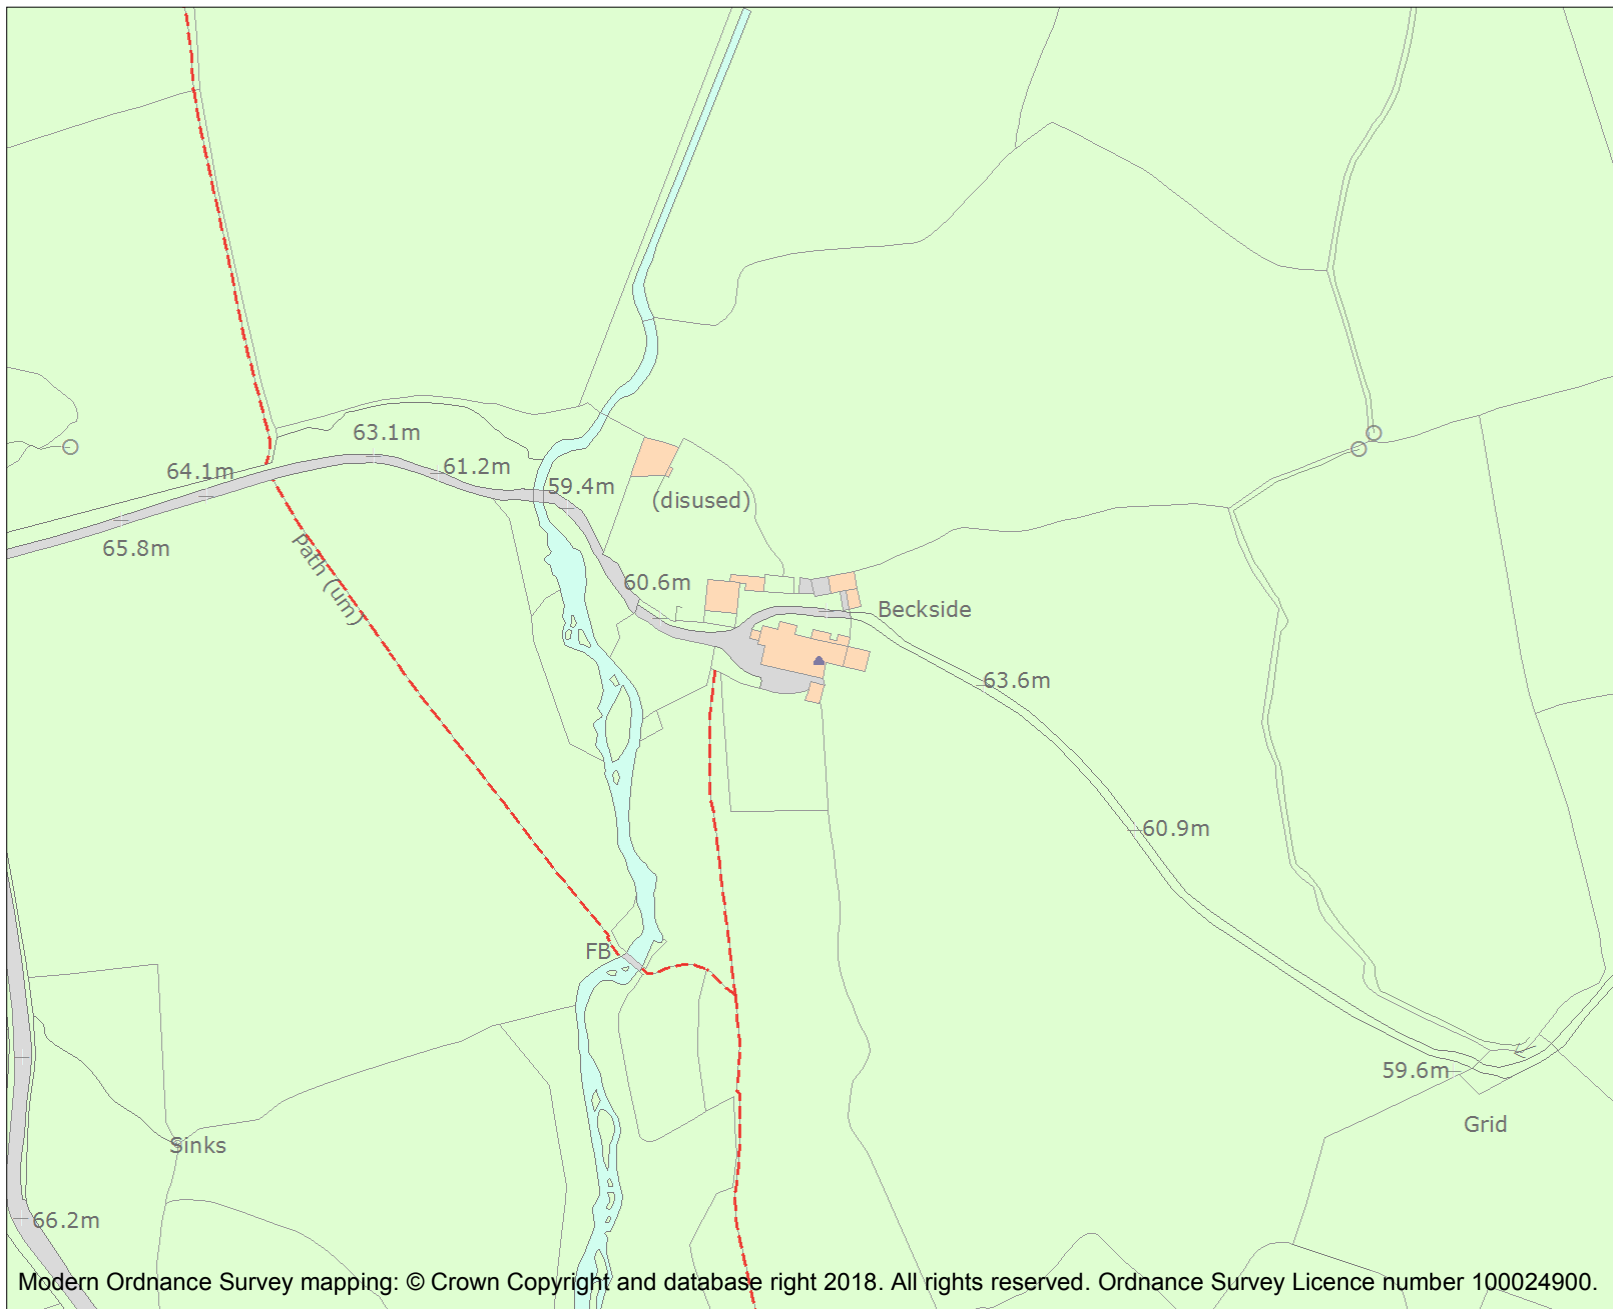 63.1m
64.1m
61.2m
59.4m
(disused)
65.8m
path (um)
60.6m
Beckside
63.6m
60.9m
FB
59.6m
Grid
Sinks
66.2m
Modern Ordnance Survey mapping: © Crown Copyright and database right 2018. All rights reserved. Ordnance Survey Licence number 100024900.